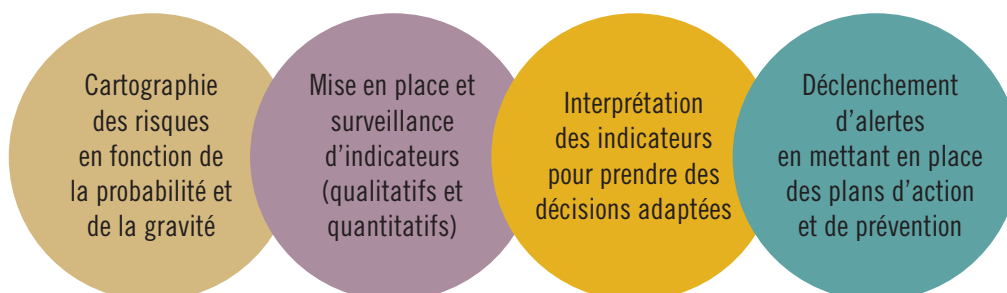 Cartographie
des risques
en fonction de
la probabilité et
de la gravité
Mise en place et
surveillance
d’indicateurs
(qualitatifs et
quantitatifs)
Interprétation
des indicateurs
pour prendre des
décisions adaptées
Déclenchement
d’alertes
en mettant en place
des plans d’action
et de prévention